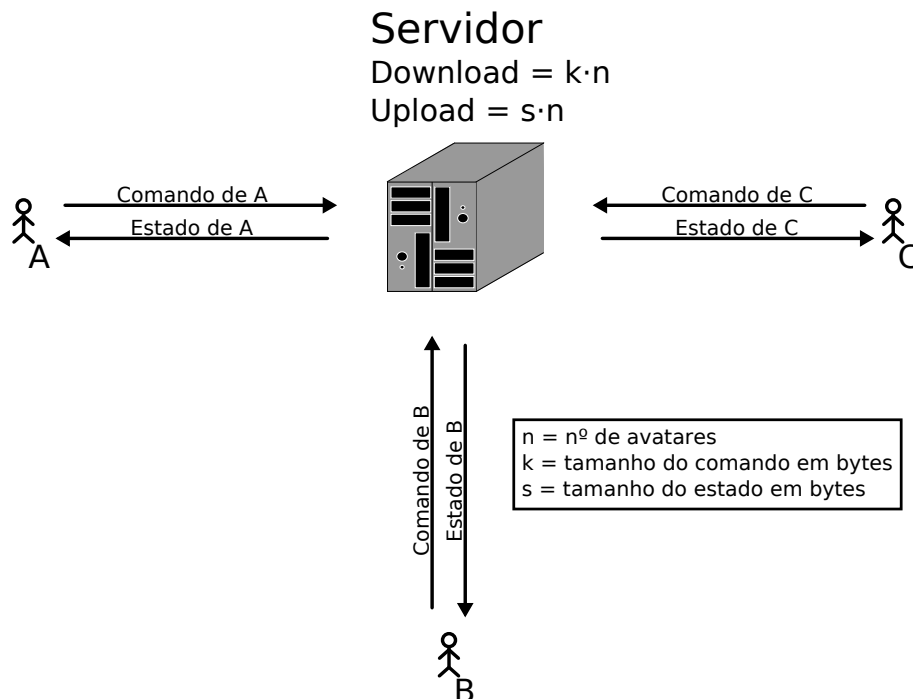 Servidor
Download = k·n
Upload = s·n
Comando de A
Estado de A
A
Comando de C
Estado de C
C
Comando de B
Estado de B
B
n = nº de avatares
k = tamanho do comando em bytes
s = tamanho do estado em bytes